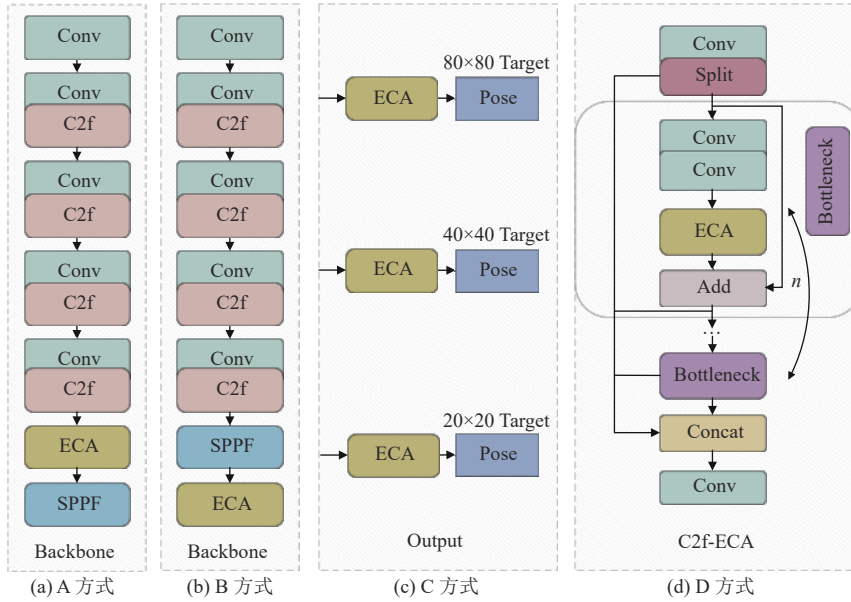 Conv
Conv
C2f
Conv
C2f
Conv
C2f
Conv
C2f
ECA
SPPF
Backbone
(a) A 方式
Conv
Conv
C2f
Conv
C2f
Conv
C2f
Conv
C2f
SPPF
ECA
Backbone
(b) B 方式
80×80 Target
ECA
Pose
40×40 Target
ECA
Pose
20×20 Target
ECA
Pose
Output
(c) C 方式
Conv
Split
Conv
Conv
ECA
Add
Bottleneck
n
...
Bottleneck
Concat
Conv
C2f-ECA
(d) D 方式